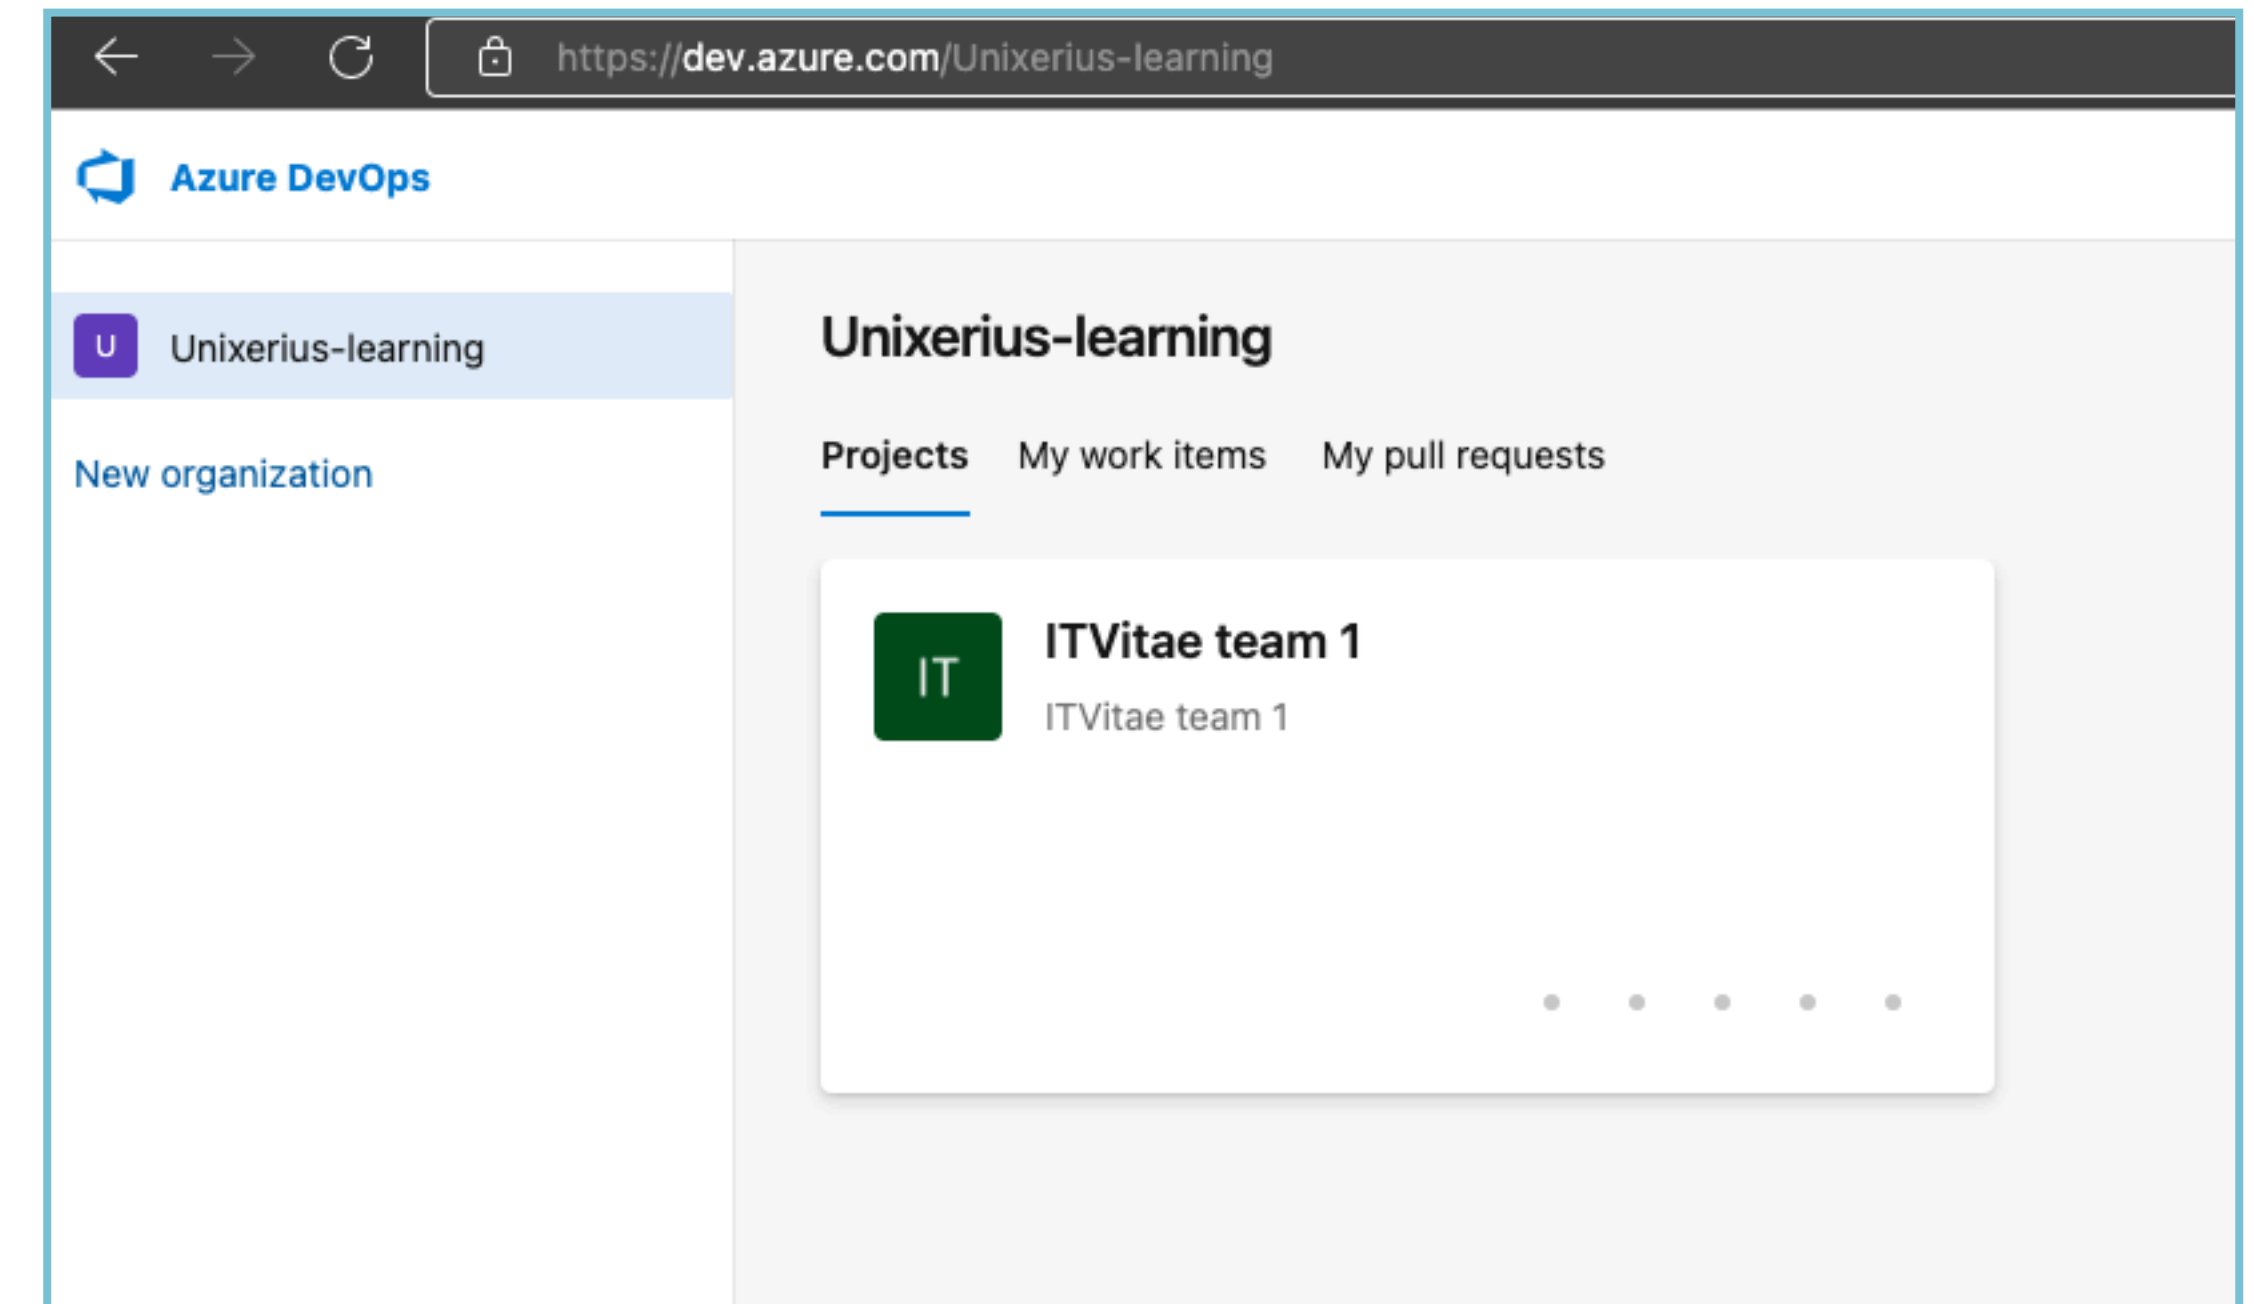 https://dev.azure.com/Unixerius-learning
Azure DevOps
U Unixerius-learning
New organization
Unixerius-learning
Projects My work items My pull requests
IT
ITVitae team 1
ITVitae team 1